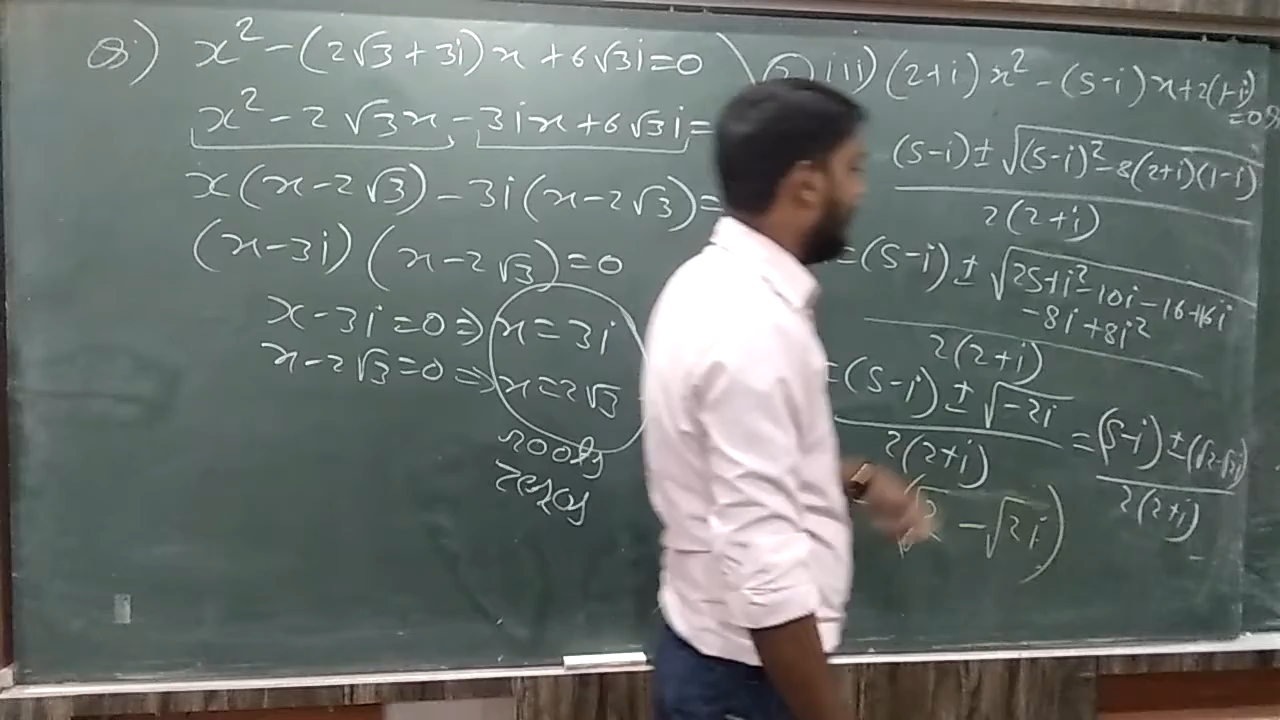 Q:) x² - (2√3 + 3i)x + 6√3i = 0
x² - 2√3x - 3ix + 6√3i =
x(x - 2√3) - 3i(x - 2√3) =
(x - 3i)(x - 2√3) = 0
x - 3i = 0 ⇒ x = 3i
x - 2√3 = 0 ⇒ x = 2√3
roots
zeros
iii) (2+i)x² - (5-i)x + 2(1-i) = 0
(5-i) ± √(5-i)² - 8(2+i)(1-i)
2(2+i)
= (5-i) ± √25 + i² - 10i - 16 + 16i
- 8i + 8i²
2(2+i)
= (5-i) ± √-2i
2(2+i)
= (5-i) ± (√2-√2i)
2(2+i)
- √2i)